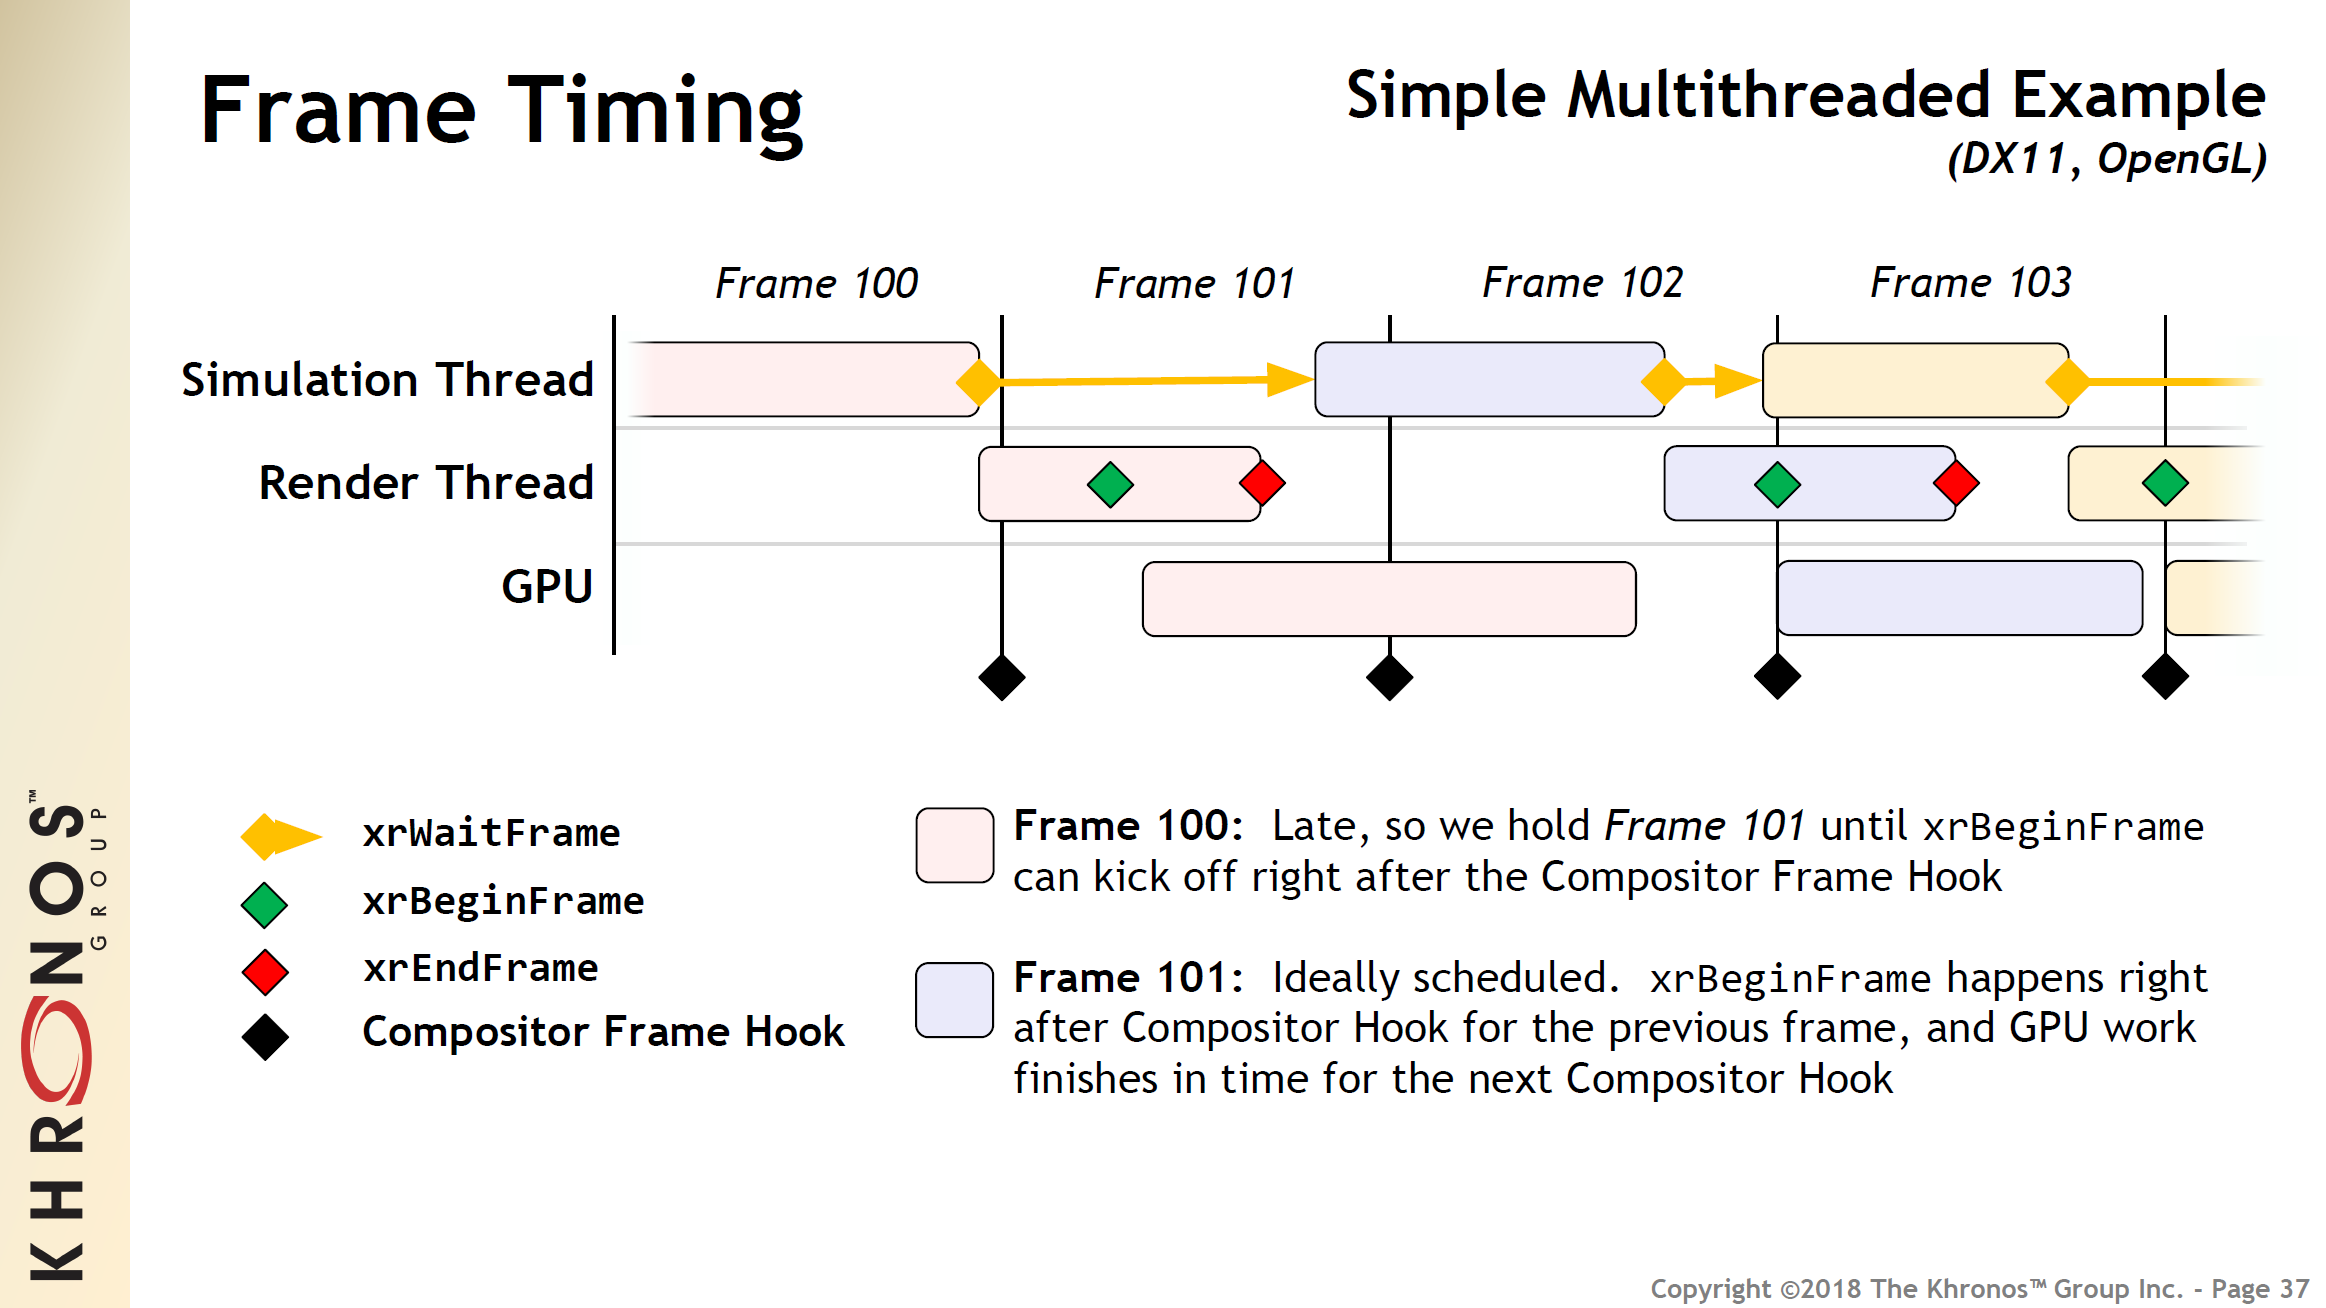 Frame Timing
Simple Multithreaded Example
(DX11, OpenGL)
Frame 100
Frame 101
Frame 102
Frame 103
Simulation Thread
Render Thread
GPU
xrWaitFrame
xrBeginFrame
xrEndFrame
Compositor Frame Hook
Frame 100: Late, so we hold Frame 101 until xrBeginFrame
can kick off right after the Compositor Frame Hook
Frame 101: Ideally scheduled. xrBeginFrame happens right
after Compositor Hook for the previous frame, and GPU work
finishes in time for the next Compositor Hook
KHRONOS™
GROUP
Copyright ©2018 The Khronos™ Group Inc. - Page 37